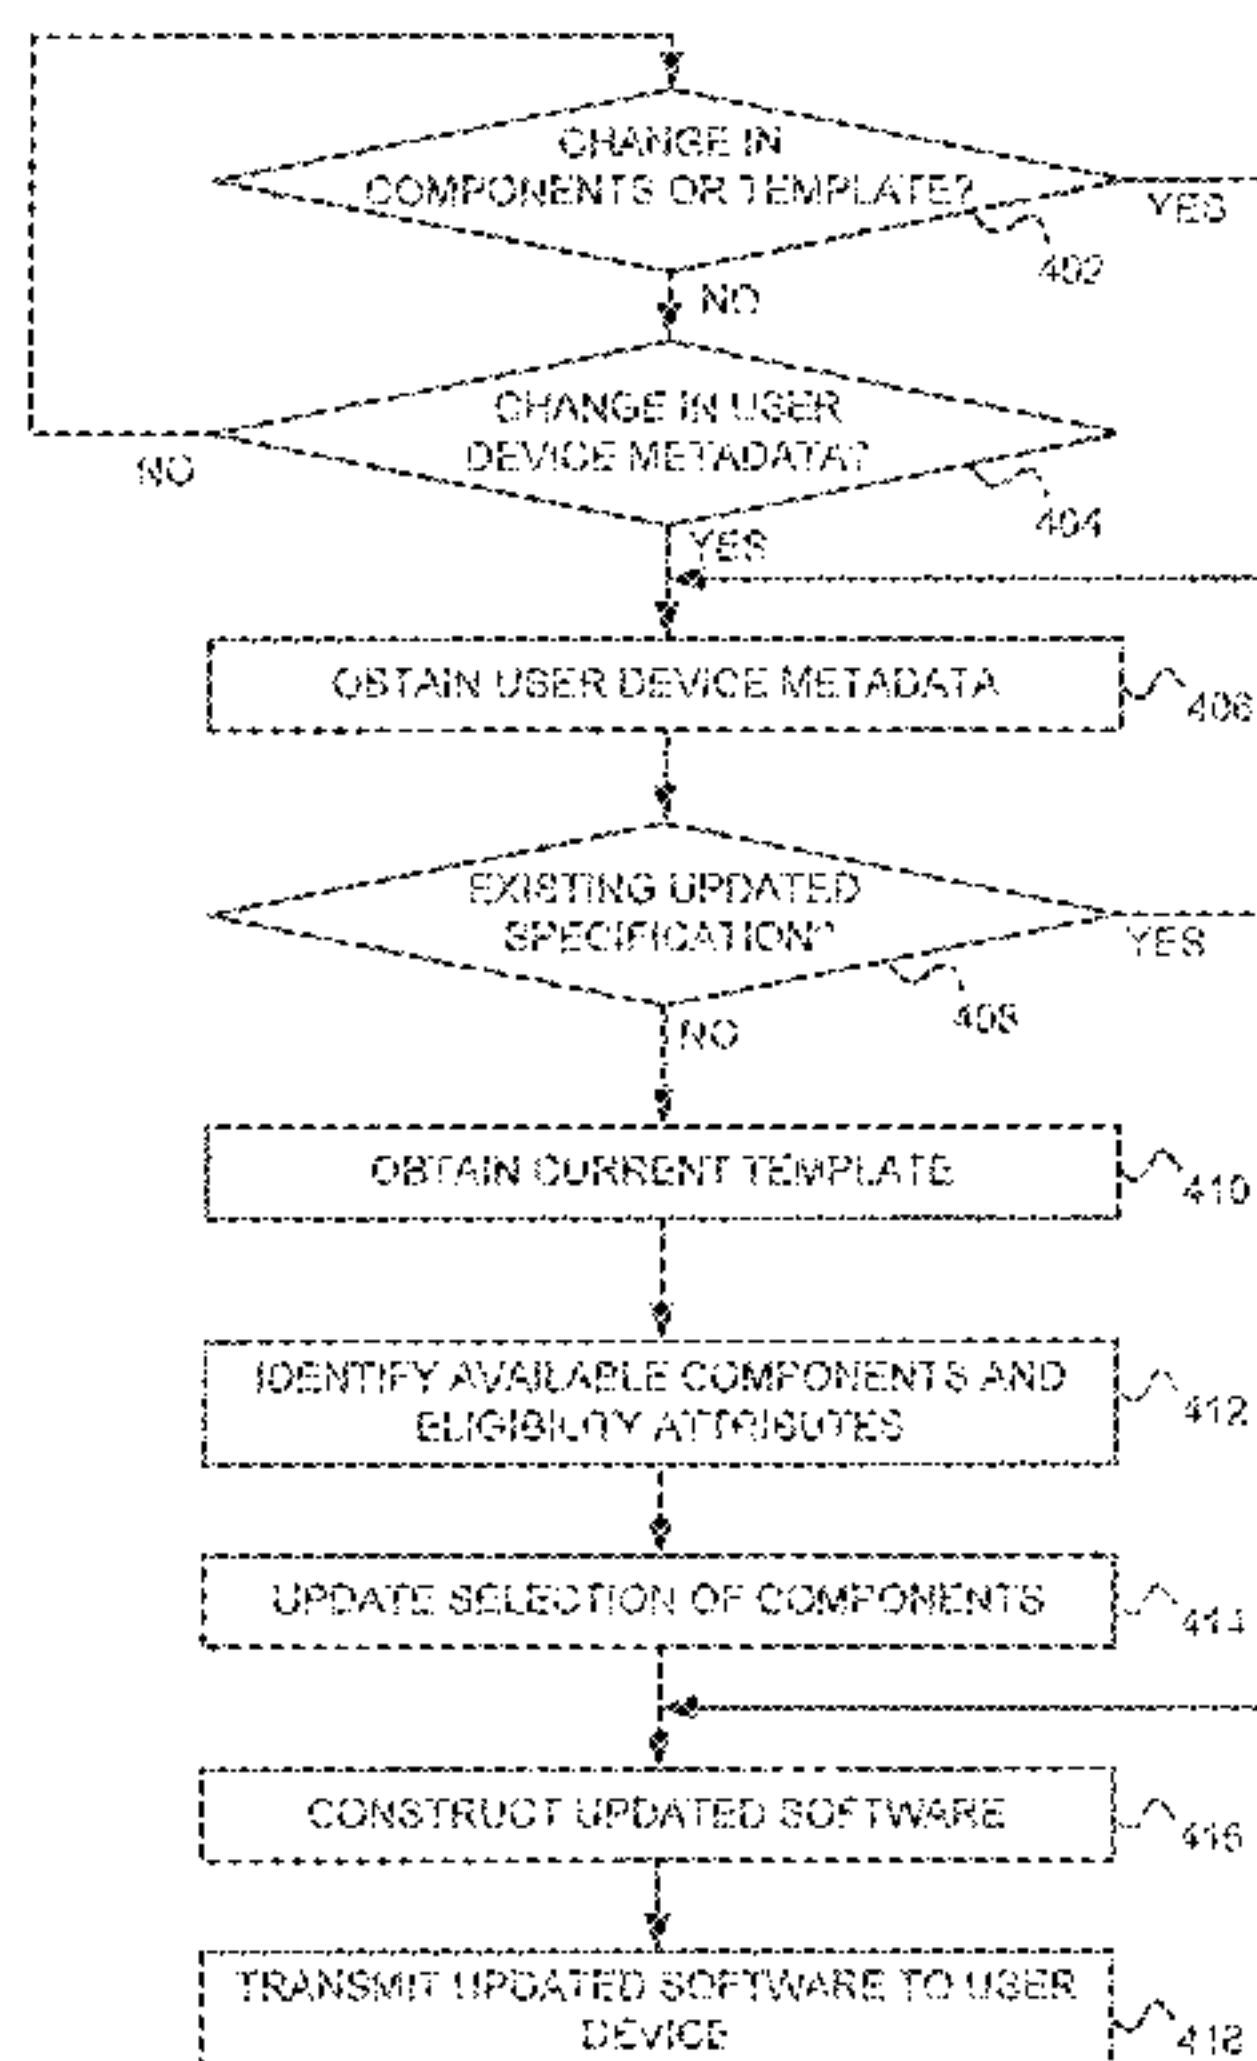 CHANGE IN
COMPONENTS OR TEMPLATE?
YES
402
NO
CHANGE IN USER
DEVICE METADATA?
NO
404
YES
OBTAIN USER DEVICE METADATA
406
EXISTING UPDATED
SPECIFICATION?
YES
408
NO
OBTAIN CURRENT TEMPLATE
410
IDENTIFY AVAILABLE COMPONENTS AND
ELIGIBILITY ATTRIBUTES
412
UPDATE SELECTION OF COMPONENTS
414
CONSTRUCT UPDATED SOFTWARE
416
TRANSMIT UPDATED SOFTWARE TO USER
DEVICE
418